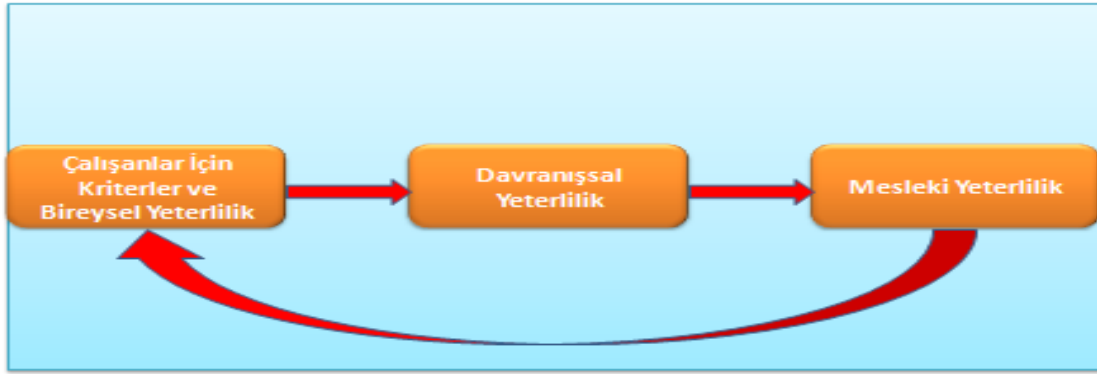 Çalışanlar İçin
Kriterler ve
Bireysel Yeterlilik
Davranışsal
Yeterlilik
Mesleki Yeterlilik